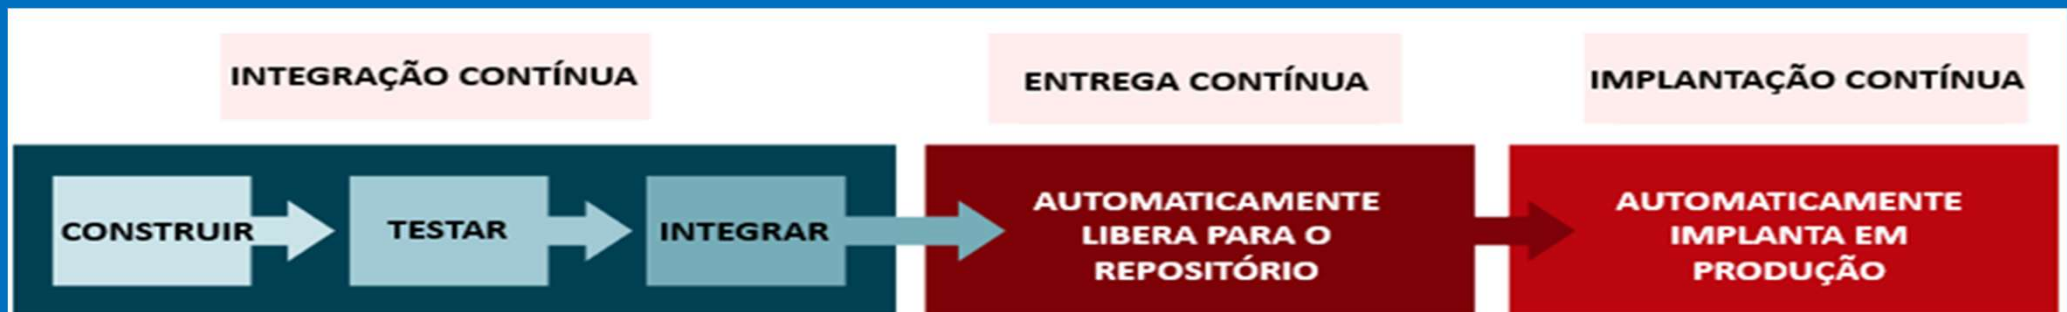 INTEGRAÇÃO CONTÍNUA
ENTREGA CONTÍNUA
IMPLANTAÇÃO CONTÍNUA
CONSTRUIR
TESTAR
INTEGRAR
AUTOMATICAMENTE
LIBERA PARA O
REPOSITÓRIO
AUTOMATICAMENTE
IMPLANTA EM
PRODUÇÃO